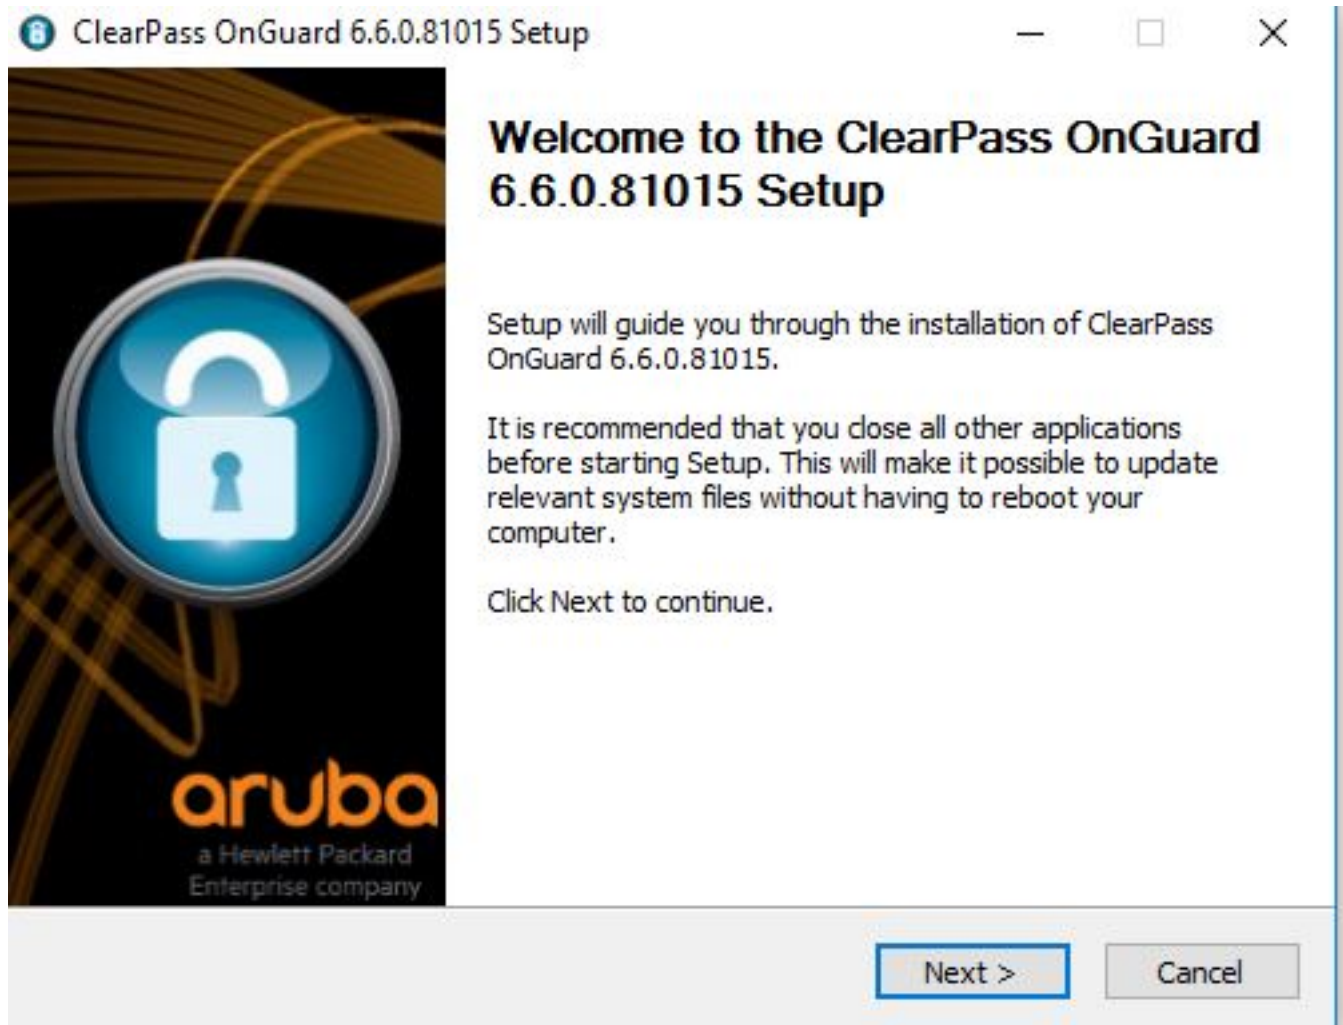 ClearPass OnGuard 6.6.0.81015 Setup
Welcome to the ClearPass OnGuard
6.6.0.81015 Setup
Setup will guide you through the installation of ClearPass
OnGuard 6.6.0.81015.
It is recommended that you close all other applications
before starting Setup. This will make it possible to update
relevant system files without having to reboot your
computer.
Click Next to continue.
aruba
a Hewlett Packard
Enterprise company
Next >
Cancel